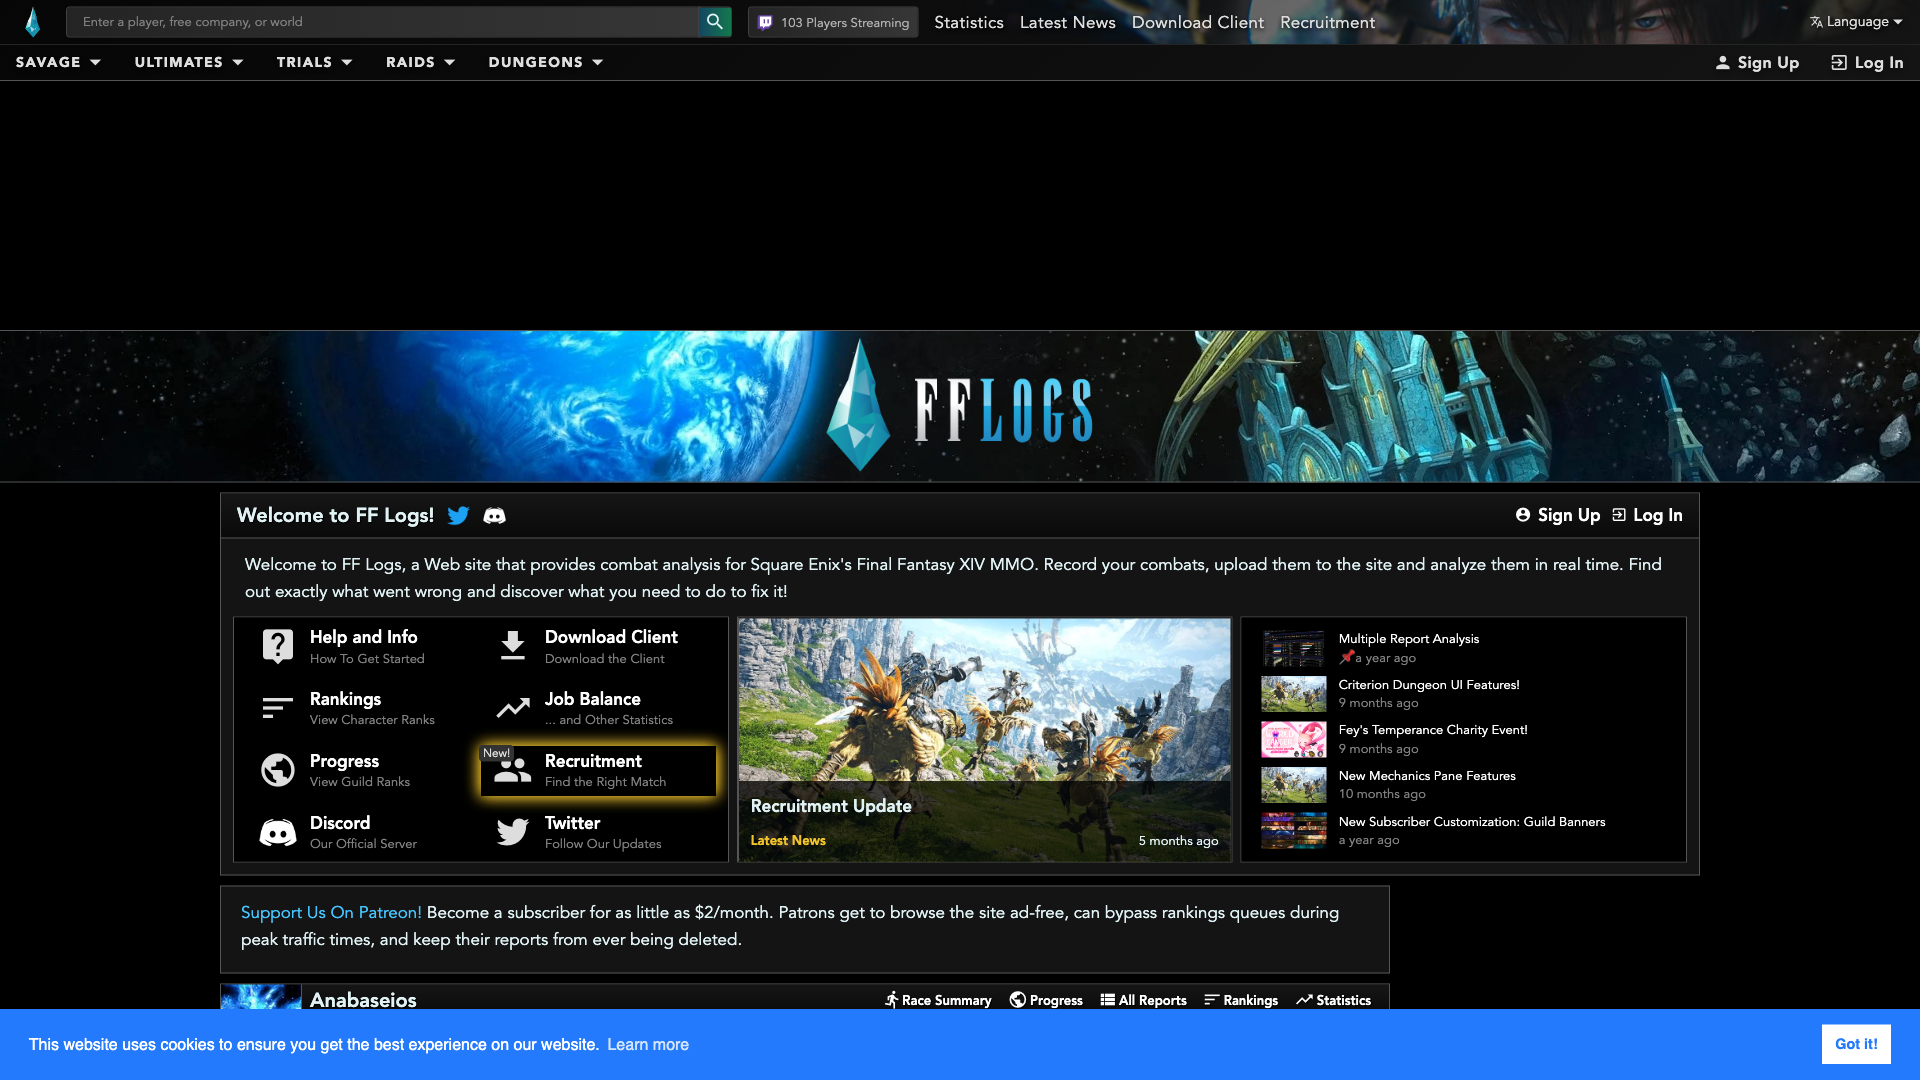 Enter a player, free company, or world
103 Players Streaming
Statistics
Latest News
Download Client
Recruitment
Language
SAVAGE
ULTIMATES
TRIALS
RAIDS
DUNGEONS
Sign Up
Log In
FFLOGS
Welcome to FF Logs!
Sign Up
Log In
Welcome to FF Logs, a Web site that provides combat analysis for Square Enix's Final Fantasy XIV MMO. Record your combats, upload them to the site and analyze them in real time. Find
out exactly what went wrong and discover what you need to do to fix it!
Help and Info
How To Get Started
Download Client
Download the Client
Rankings
View Character Ranks
Job Balance
... and Other Statistics
Progress
View Guild Ranks
New!
Recruitment
Find the Right Match
Discord
Our Official Server
Twitter
Follow Our Updates
Recruitment Update
Latest News
5 months ago
Multiple Report Analysis
a year ago
Criterion Dungeon UI Features!
9 months ago
Fey's Temperance Charity Event!
9 months ago
New Mechanics Pane Features
10 months ago
New Subscriber Customization: Guild Banners
a year ago
Support Us On Patreon! Become a subscriber for as little as $2/month. Patrons get to browse the site ad-free, can bypass rankings queues during
peak traffic times, and keep their reports from ever being deleted.
Anabaseios
Race Summary
Progress
All Reports
Rankings
Statistics
This website uses cookies to ensure you get the best experience on our website. Learn more
Got it!